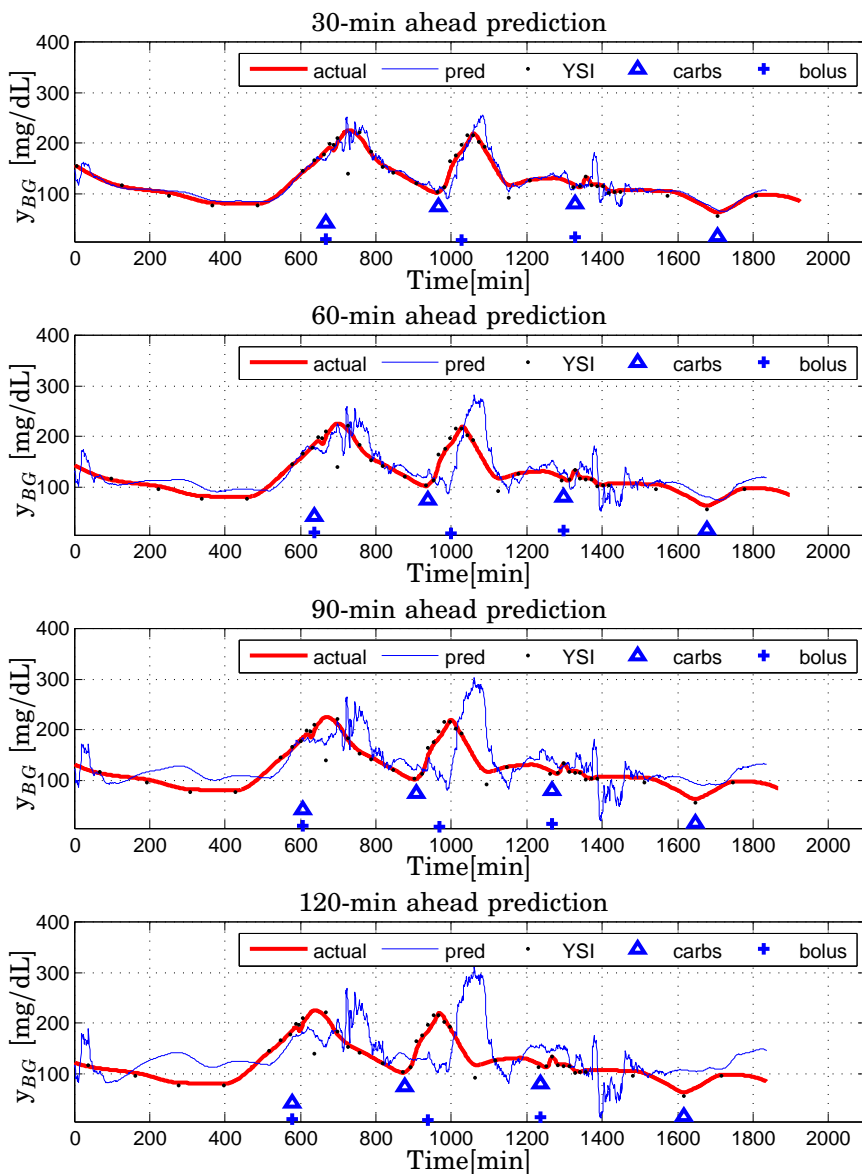 30-min ahead prediction
400
actual pred YSI carbs bolus
300
200
100
y_BG [mg/dL]
0 200 400 600 800 1000 1200 1400 1600 1800 2000
Time[min]
60-min ahead prediction
400
actual pred YSI carbs bolus
300
200
100
y_BG [mg/dL]
0 200 400 600 800 1000 1200 1400 1600 1800 2000
Time[min]
90-min ahead prediction
400
actual pred YSI carbs bolus
300
200
100
y_BG [mg/dL]
0 200 400 600 800 1000 1200 1400 1600 1800 2000
Time[min]
120-min ahead prediction
400
actual pred YSI carbs bolus
300
200
100
y_BG [mg/dL]
0 200 400 600 800 1000 1200 1400 1600 1800 2000
Time[min]